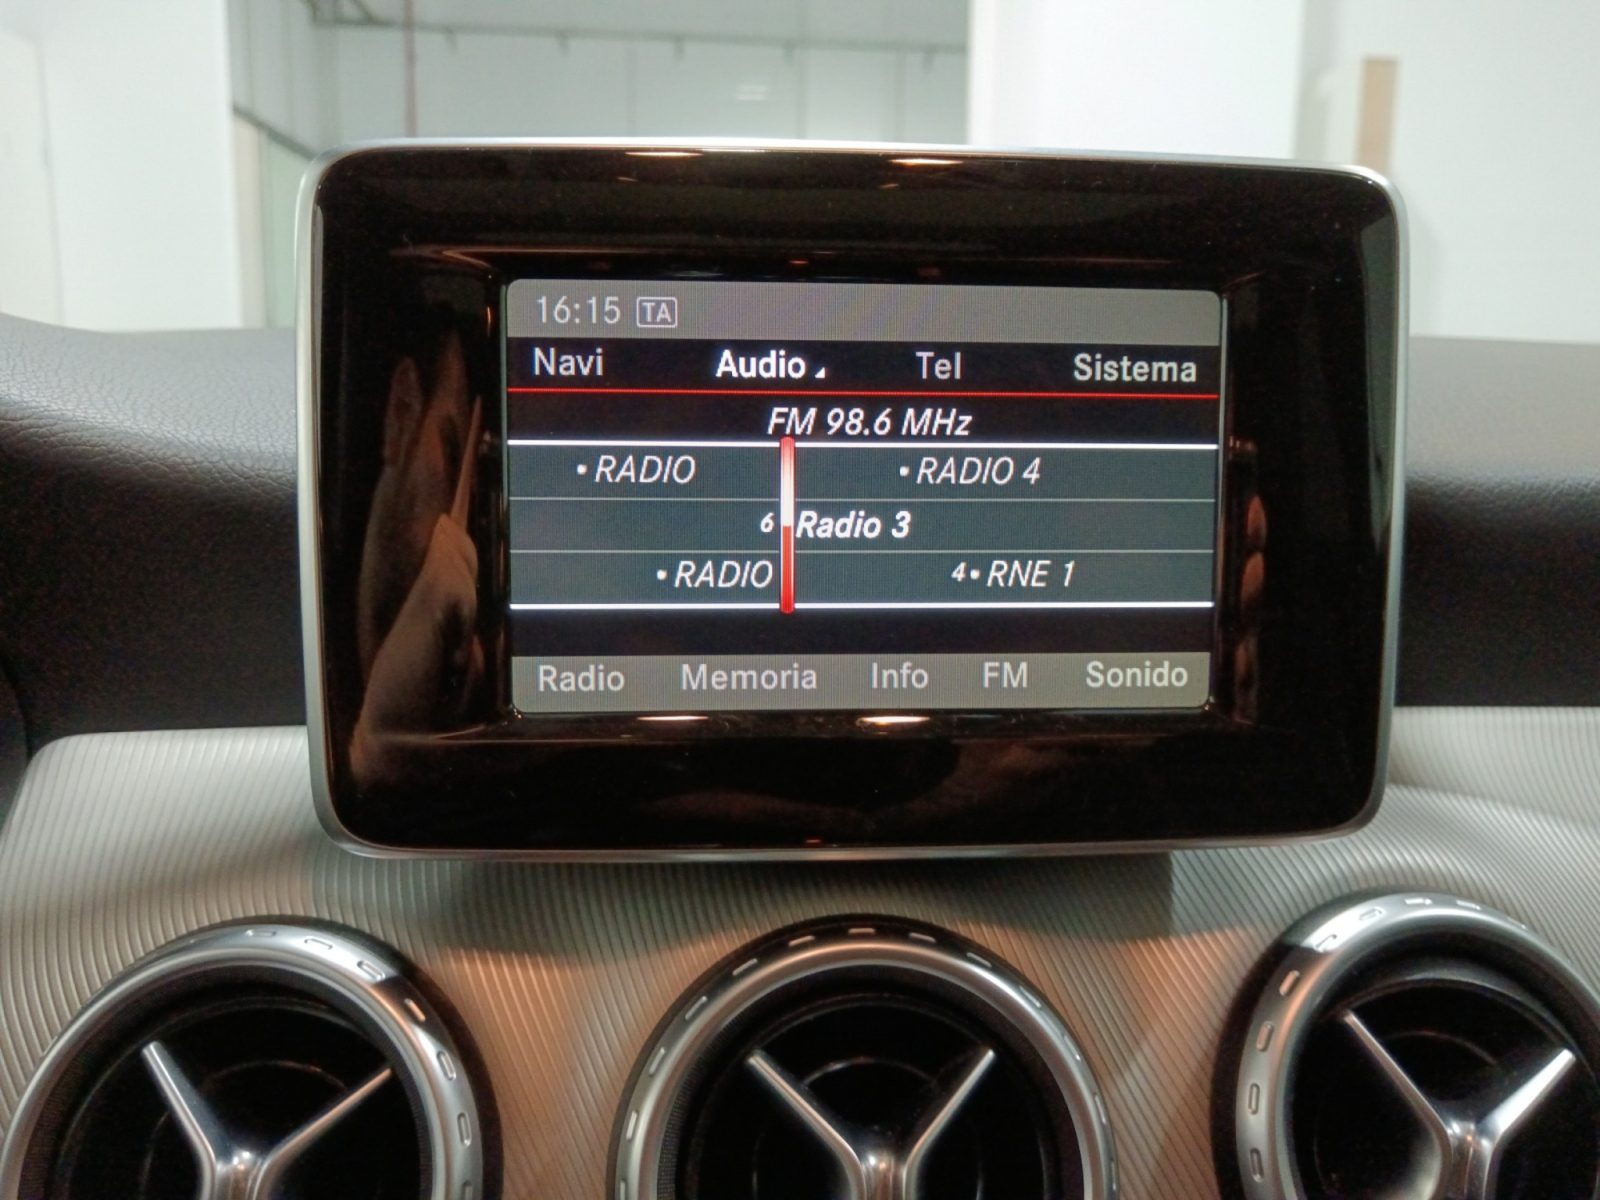 16:15 TA
Navi Audio Tel Sistema
FM 98.6 MHz
• RADIO • RADIO 4
6 Radio 3
• RADIO 4• RNE 1
Radio Memoria Info FM Sonido